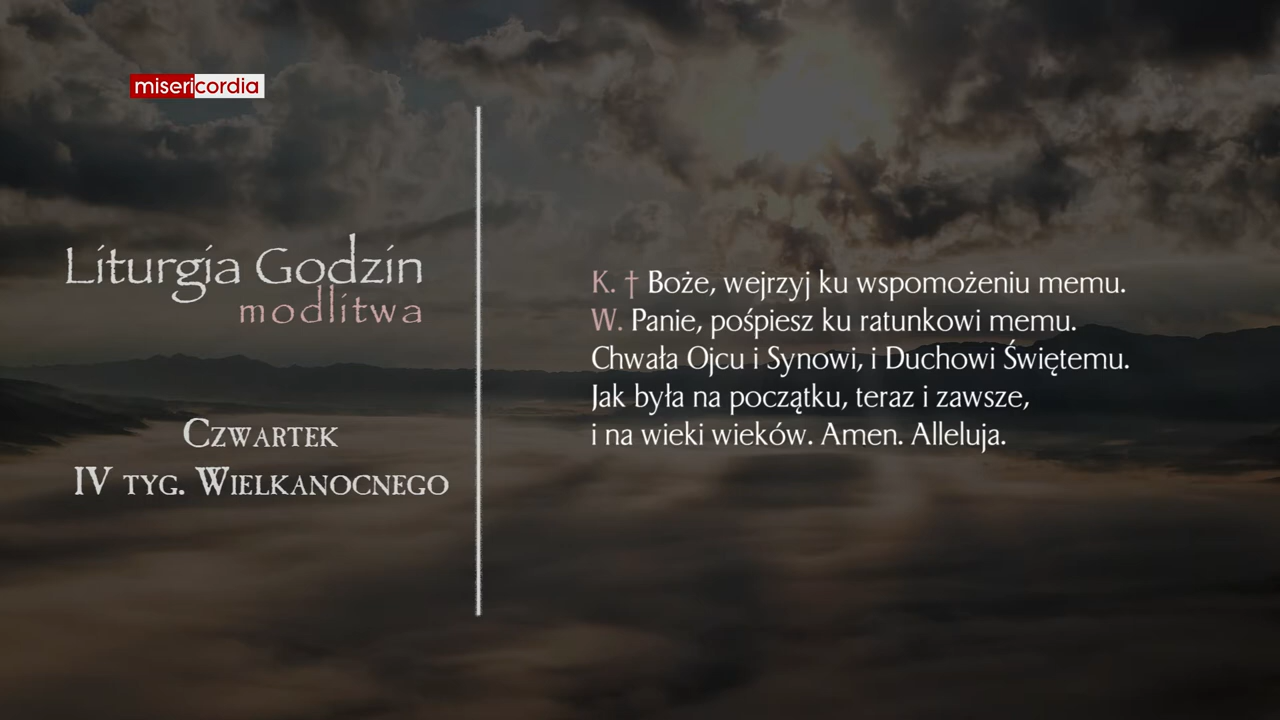 misericordia
Liturgia Godzin
modlitwa
Czwartek
IV tyg. Wielkanocnego
K. † Boże, wejrzyj ku wspomożeniu memu.
W. Panie, pośpiesz ku ratunkowi memu.
Chwała Ojcu i Synowi, i Duchowi Świętemu.
Jak była na początku, teraz i zawsze,
i na wieki wieków. Amen. Alleluja.